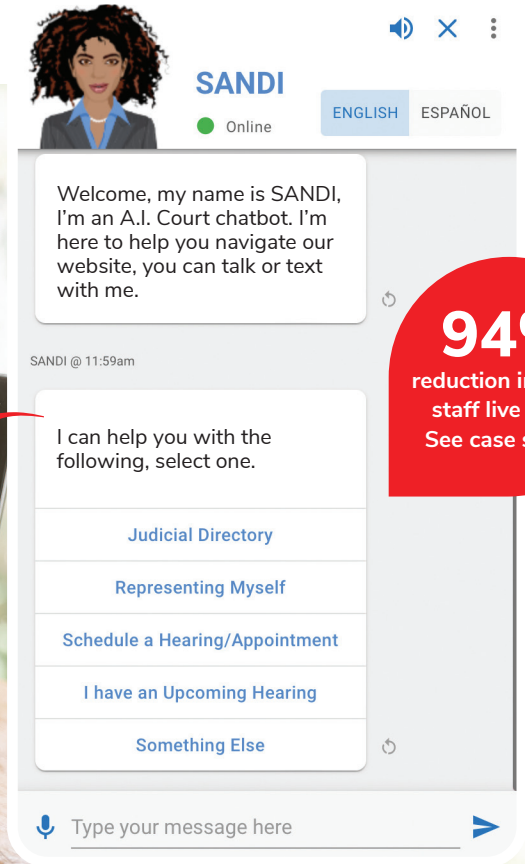 SANDI
Online
ENGLISH
ESPAÑOL
Welcome, my name is SANDI,
I'm an A.I. Court chatbot. I'm
here to help you navigate our
website, you can talk or text
with me.
94
reduction
staff live
See case
SANDI @ 11:59am
I can help you with the
following, select one.
Judicial Directory
Representing Myself
Schedule a Hearing/Appointment
I have an Upcoming Hearing
Something Else
Type your message here